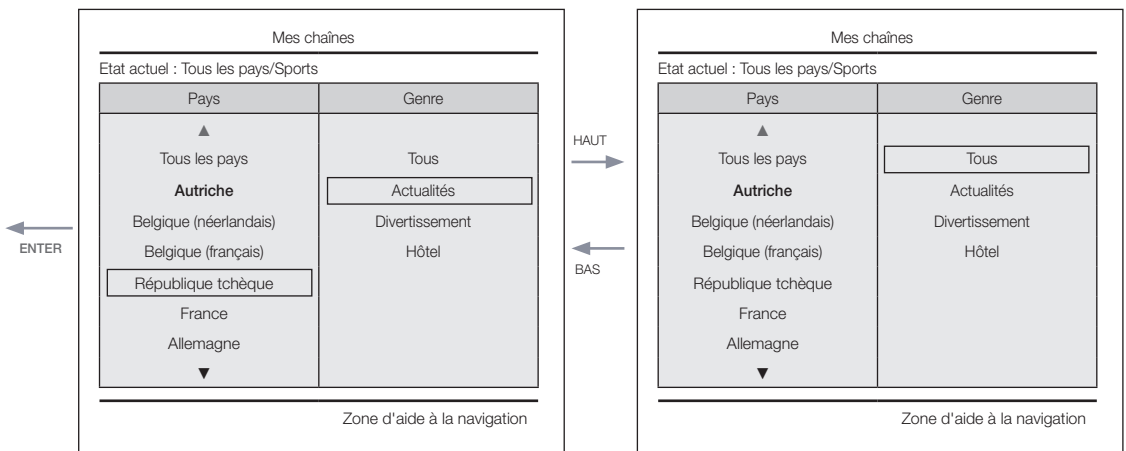 ENTER
Mes chaînes
Etat actuel : Tous les pays/Sports
Pays Genre
▲
Tous les pays Tous
Autriche Actualités
Belgique (néerlandais) Divertissement
Belgique (français) Hôtel
République tchèque
France
Allemagne
▼
Zone d'aide à la navigation
HAUT
BAS
Mes chaînes
Etat actuel : Tous les pays/Sports
Pays Genre
▲
Tous les pays Tous
Autriche Actualités
Belgique (néerlandais) Divertissement
Belgique (français) Hôtel
République tchèque
France
Allemagne
▼
Zone d'aide à la navigation